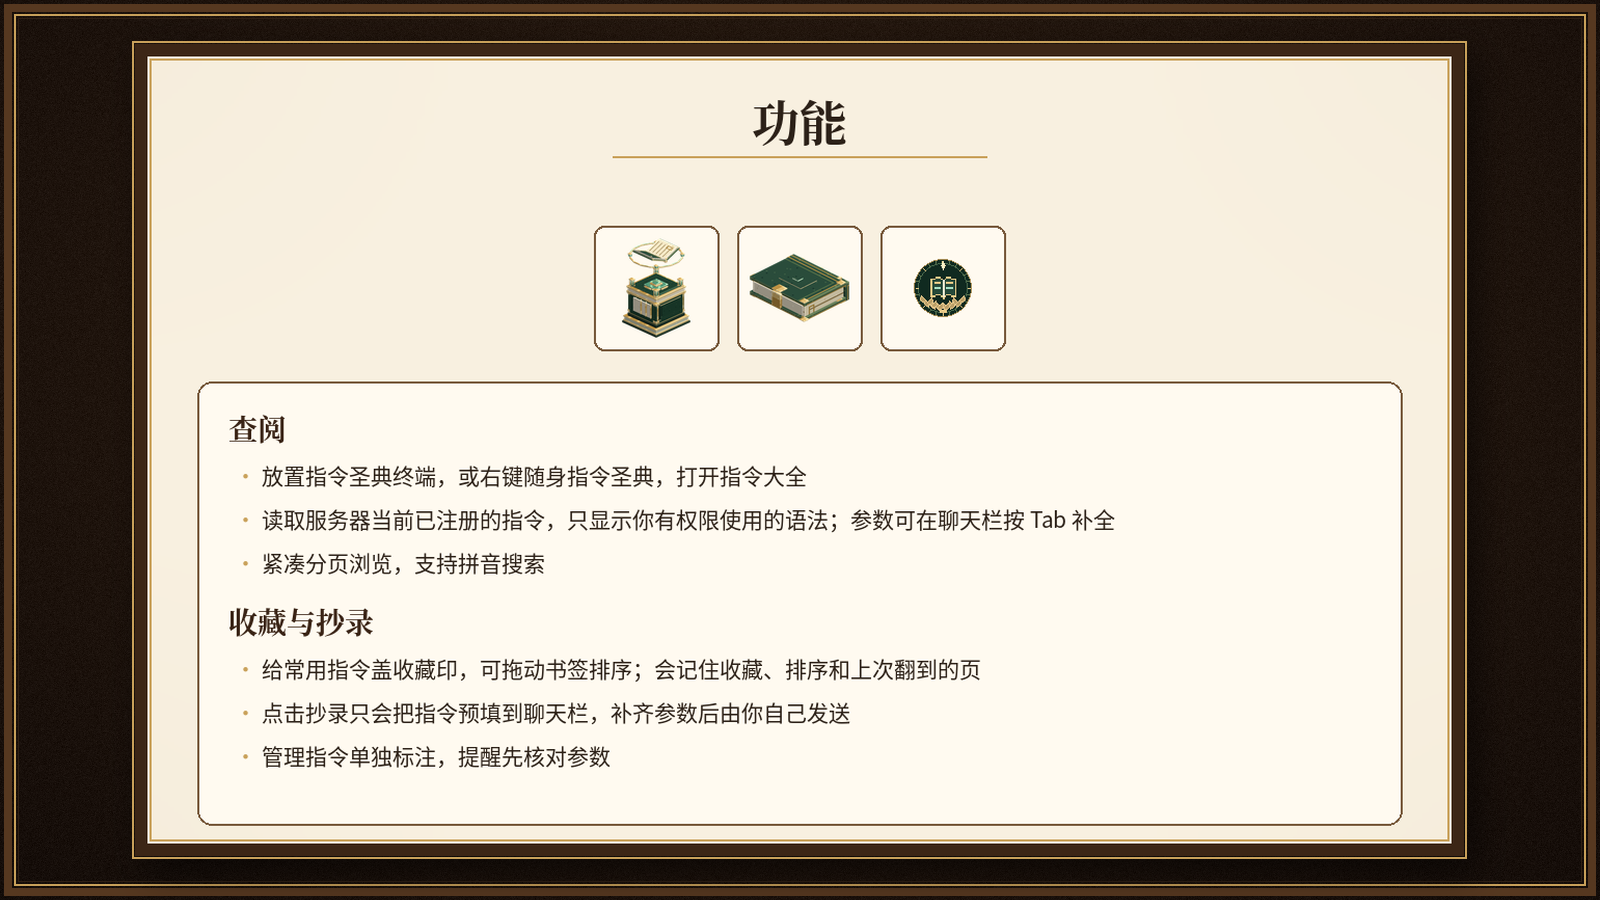 功能
查阅
· 放置指令圣典终端，或右键随身指令圣典，打开指令大全
· 读取服务器当前已注册的指令，只显示你有权限使用的语法；参数可在聊天栏按 Tab 补全
· 紧凑分页浏览，支持拼音搜索
收藏与抄录
· 给常用指令盖收藏印，可拖动书签排序；会记住收藏、排序和上次翻到的页
· 点击抄录只会把指令预填到聊天栏，补齐参数后由你自己发送
· 管理指令单独标注，提醒先核对参数